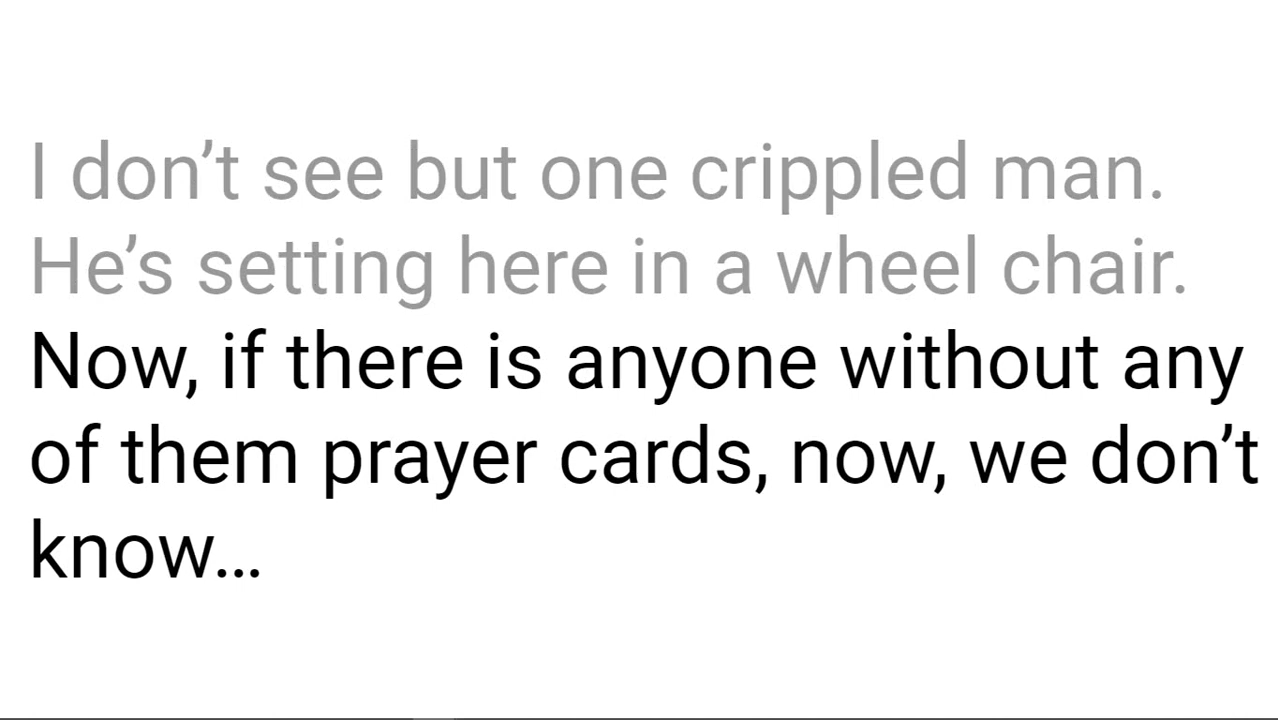 I don’t see but one crippled man.
He’s setting here in a wheel chair.
Now, if there is anyone without any
of them prayer cards, now, we don’t
know…